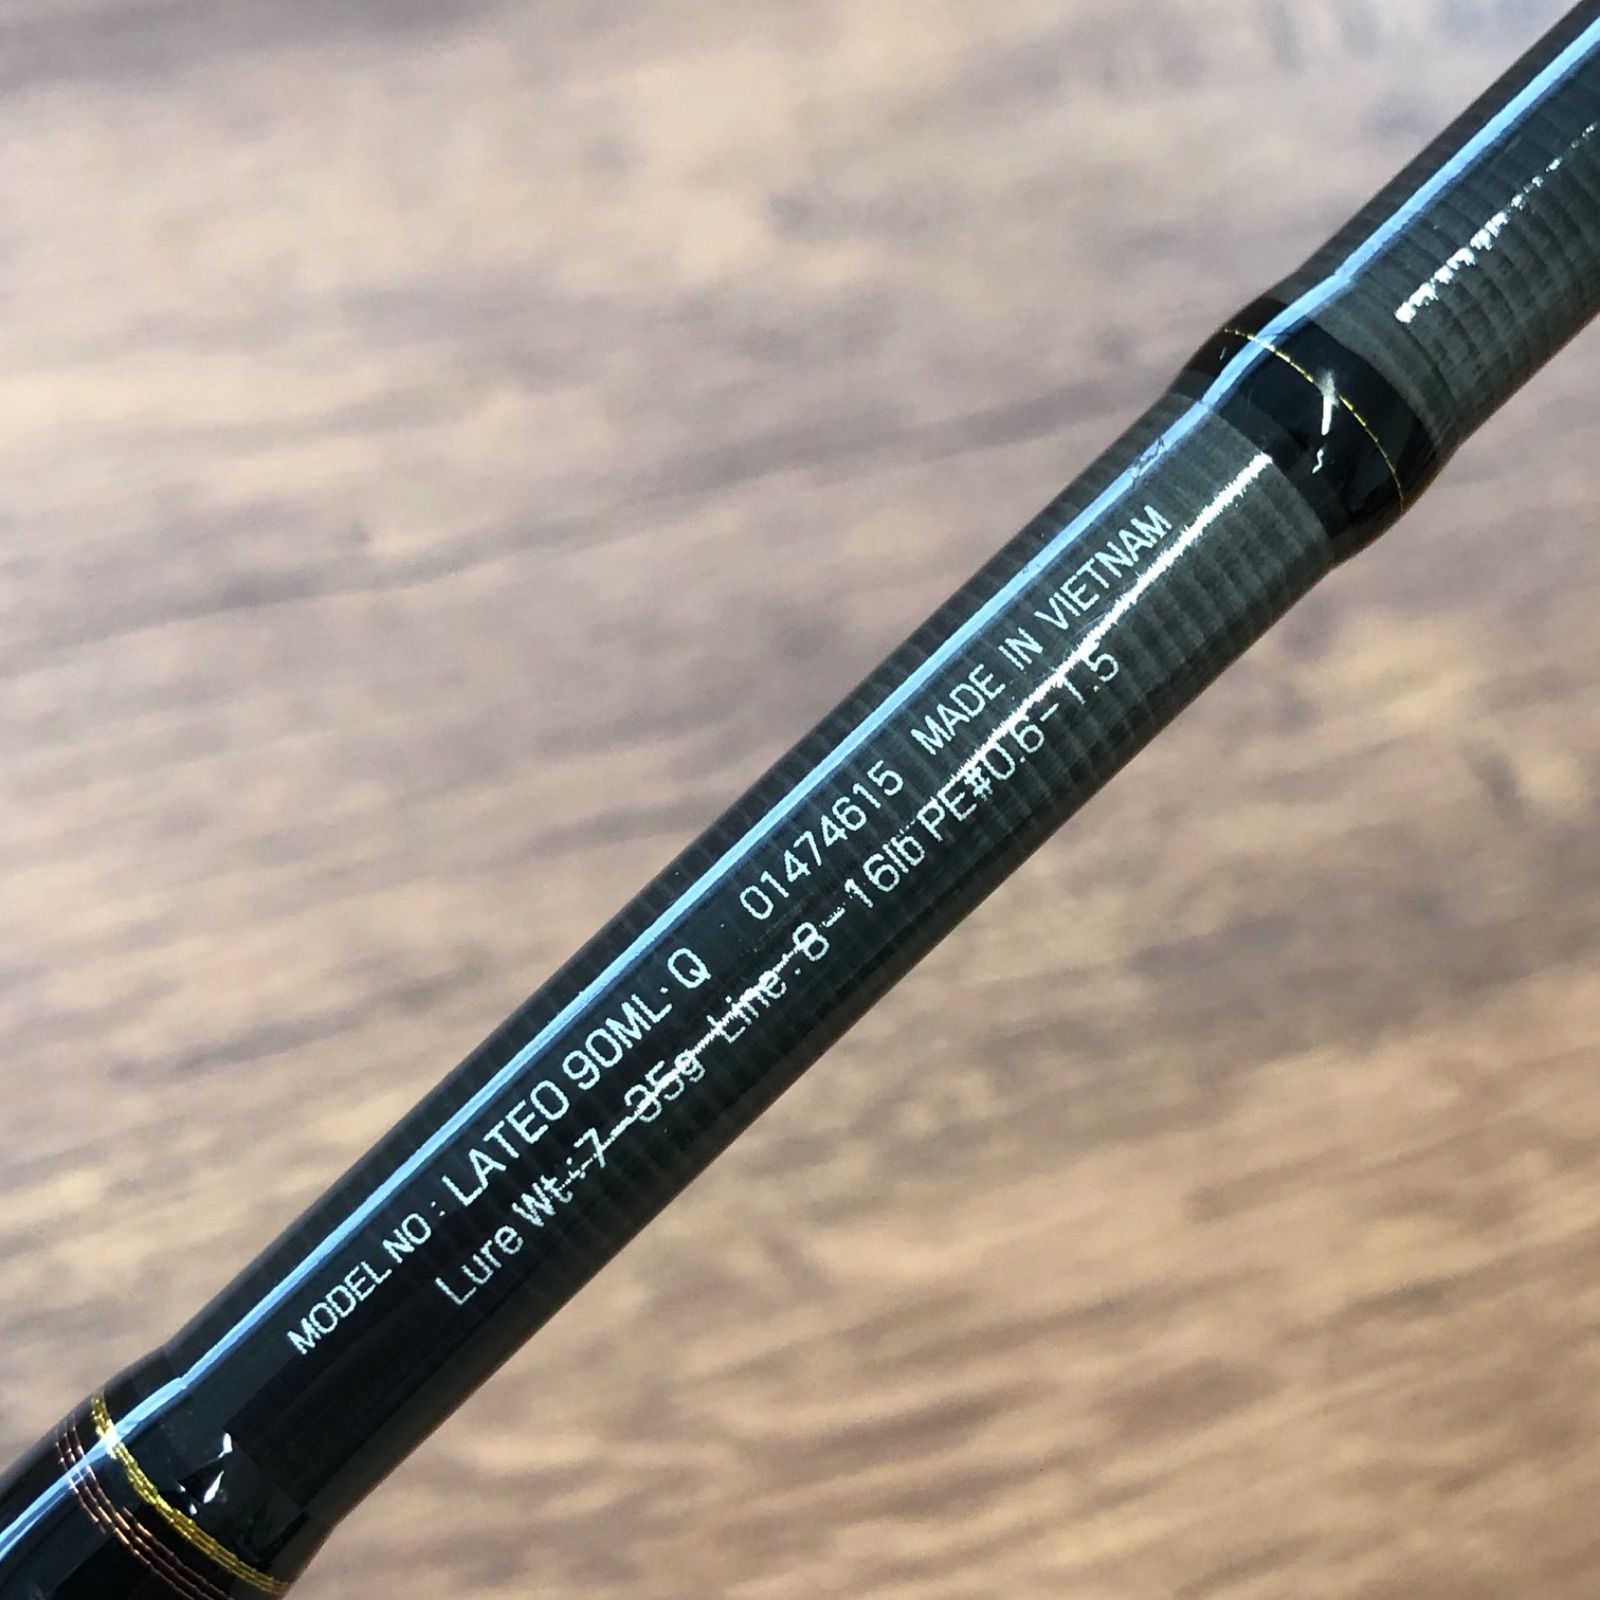 MODEL NO : LATEO 90ML·Q 01474615 MADE IN VIETNAM
Lure Wt : 7-35g Line : 8-16lb PE#0.6-1.5